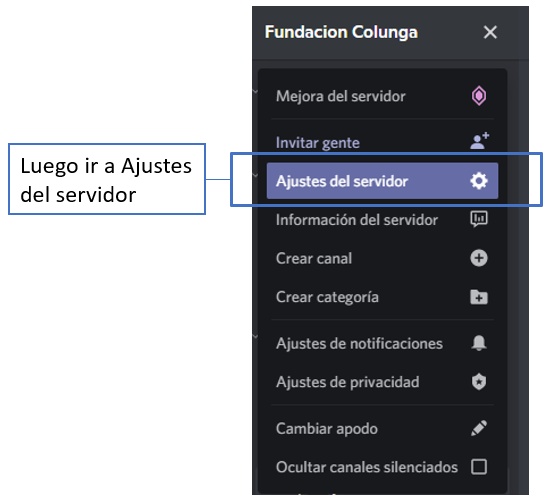 Fundacion Colunga
Mejora del servidor
Invitar gente
Luego ir a Ajustes
del servidor
Ajustes del servidor
Información del servidor
Crear canal
Crear categoría
Ajustes de notificaciones
Ajustes de privacidad
Cambiar apodo
Ocultar canales silenciados